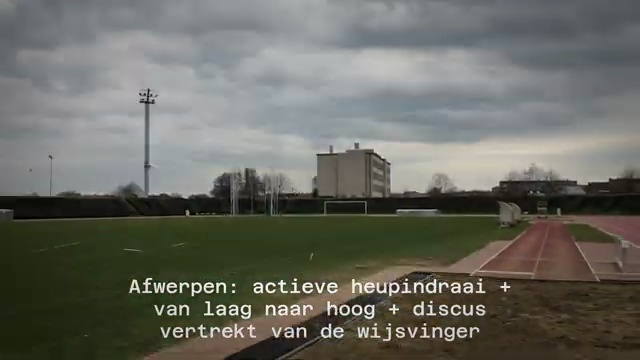 Afwerpen: actieve heupindraai +
van laag naar hoog + discus
vertrekt van de wijsvinger